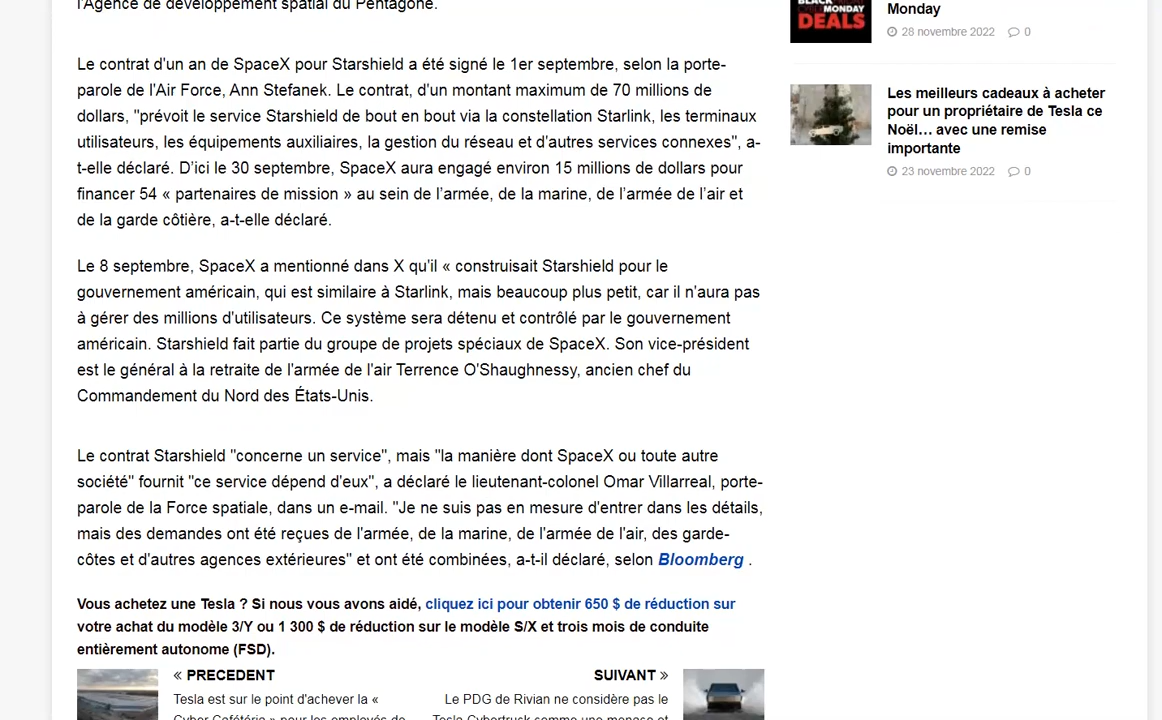 l'Agence de développement spatial du Pentagone.
Le contrat d'un an de SpaceX pour Starshield a été signé le 1er septembre, selon la porte-
parole de l'Air Force, Ann Stefanek. Le contrat, d'un montant maximum de 70 millions de
dollars, "prévoit le service Starshield de bout en bout via la constellation Starlink, les terminaux
utilisateurs, les équipements auxiliaires, la gestion du réseau et d'autres services connexes", a-
t-elle déclaré. D’ici le 30 septembre, SpaceX aura engagé environ 15 millions de dollars pour
financer 54 « partenaires de mission » au sein de l’armée, de la marine, de l’armée de l’air et
de la garde côtière, a-t-elle déclaré.
Le 8 septembre, SpaceX a mentionné dans X qu'il « construisait Starshield pour le
gouvernement américain, qui est similaire à Starlink, mais beaucoup plus petit, car il n'aura pas
à gérer des millions d'utilisateurs. Ce système sera détenu et contrôlé par le gouvernement
américain. Starshield fait partie du groupe de projets spéciaux de SpaceX. Son vice-président
est le général à la retraite de l'armée de l'air Terrence O'Shaughnessy, ancien chef du
Commandement du Nord des États-Unis.
Le contrat Starshield "concerne un service", mais "la manière dont SpaceX ou toute autre
société" fournit "ce service dépend d'eux", a déclaré le lieutenant-colonel Omar Villarreal, porte-
parole de la Force spatiale, dans un e-mail. "Je ne suis pas en mesure d'entrer dans les détails,
mais des demandes ont été reçues de l'armée, de la marine, de l'armée de l'air, des garde-
côtes et d'autres agences extérieures" et ont été combinées, a-t-il déclaré, selon Bloomberg .
Vous achetez une Tesla ? Si nous vous avons aidé, cliquez ici pour obtenir 650 $ de réduction sur
votre achat du modèle 3/Y ou 1 300 $ de réduction sur le modèle S/X et trois mois de conduite
entièrement autonome (FSD).
« PRECEDENT
Tesla est sur le point d'achever la «
Cyber Cafétéria » pour les employés de
SUIVANT »
Le PDG de Rivian ne considère pas le
Tesla Cybertruck comme une menace et
BLACK
MONDAY
DEALS
Monday
28 novembre 2022 0
Les meilleurs cadeaux à acheter
pour un propriétaire de Tesla ce
Noël… avec une remise
importante
23 novembre 2022 0